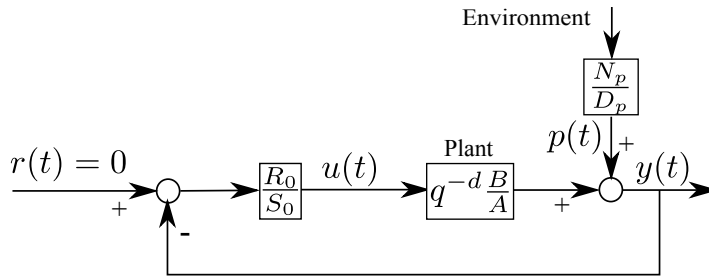 Environment
N_p
D_p
p(t) +
Plant
r(t) = 0
+
-
R_0
S_0
u(t)
q^{-d} B
A
+
y(t)